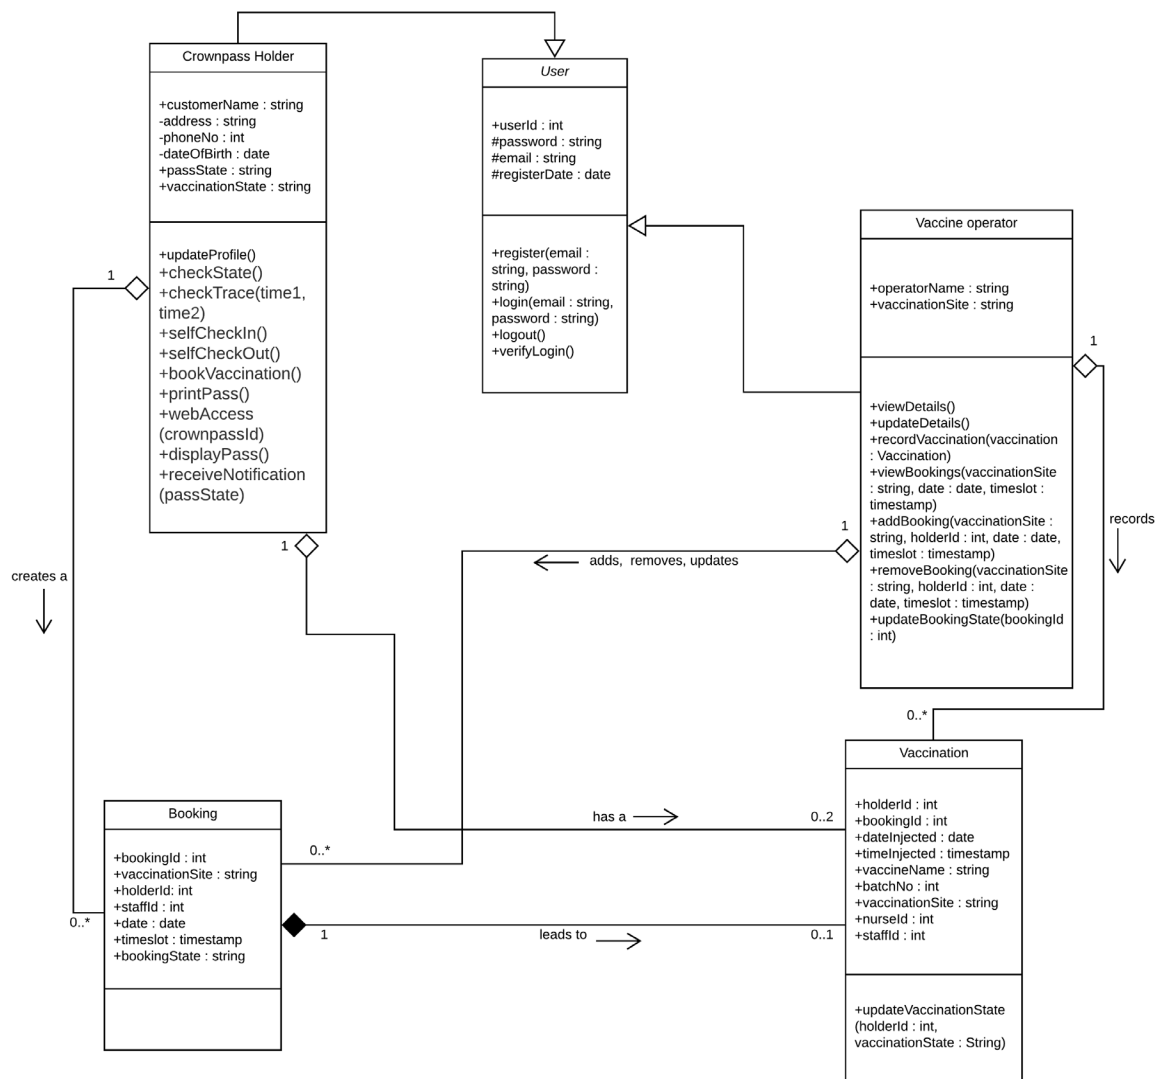 Crownpass Holder
+customerName : string
-address : string
-phoneNo : int
-dateOfBirth : date
+passState : string
+vaccinationState : string
+updateProfile()
+checkState()
+checkTrace(time1,
time2)
+selfCheckIn()
+selfCheckOut()
+bookVaccination()
+printPass()
+webAccess
(crownpassId)
+displayPass()
+receiveNotification
(passState)
User
+userId : int
#password : string
#email : string
#registerDate : date
+register(email :
string, password :
string)
+login(email : string,
password : string)
+logout()
+verifyLogin()
Vaccine operator
+operatorName : string
+vaccinationSite : string
+viewDetails()
+updateDetails()
+recordVaccination(vaccination
: Vaccination)
+viewBookings(vaccinationSite
: string, date : date, timeslot :
timestamp)
+addBooking(vaccinationSite :
string, holderId : int, date : date,
timeslot : timestamp)
+removeBooking(vaccinationSite
: string, holderId : int, date :
date, timeslot : timestamp)
+updateBookingState(bookingId
: int)
1
1
1
1
records
adds, removes, updates
creates a
0..*
has a
0..2
0..*
0..*
1
leads to
0..1
Booking
+bookingId : int
+vaccinationSite : string
+holderId: int
+staffId : int
+date : date
+timeslot : timestamp
+bookingState : string
Vaccination
+holderId : int
+bookingId : int
+dateInjected : date
+timeInjected : timestamp
+vaccineName : string
+batchNo : int
+vaccinationSite : string
+nurseId : int
+staffId : int
+updateVaccinationState
(holderId : int,
vaccinationState : String)